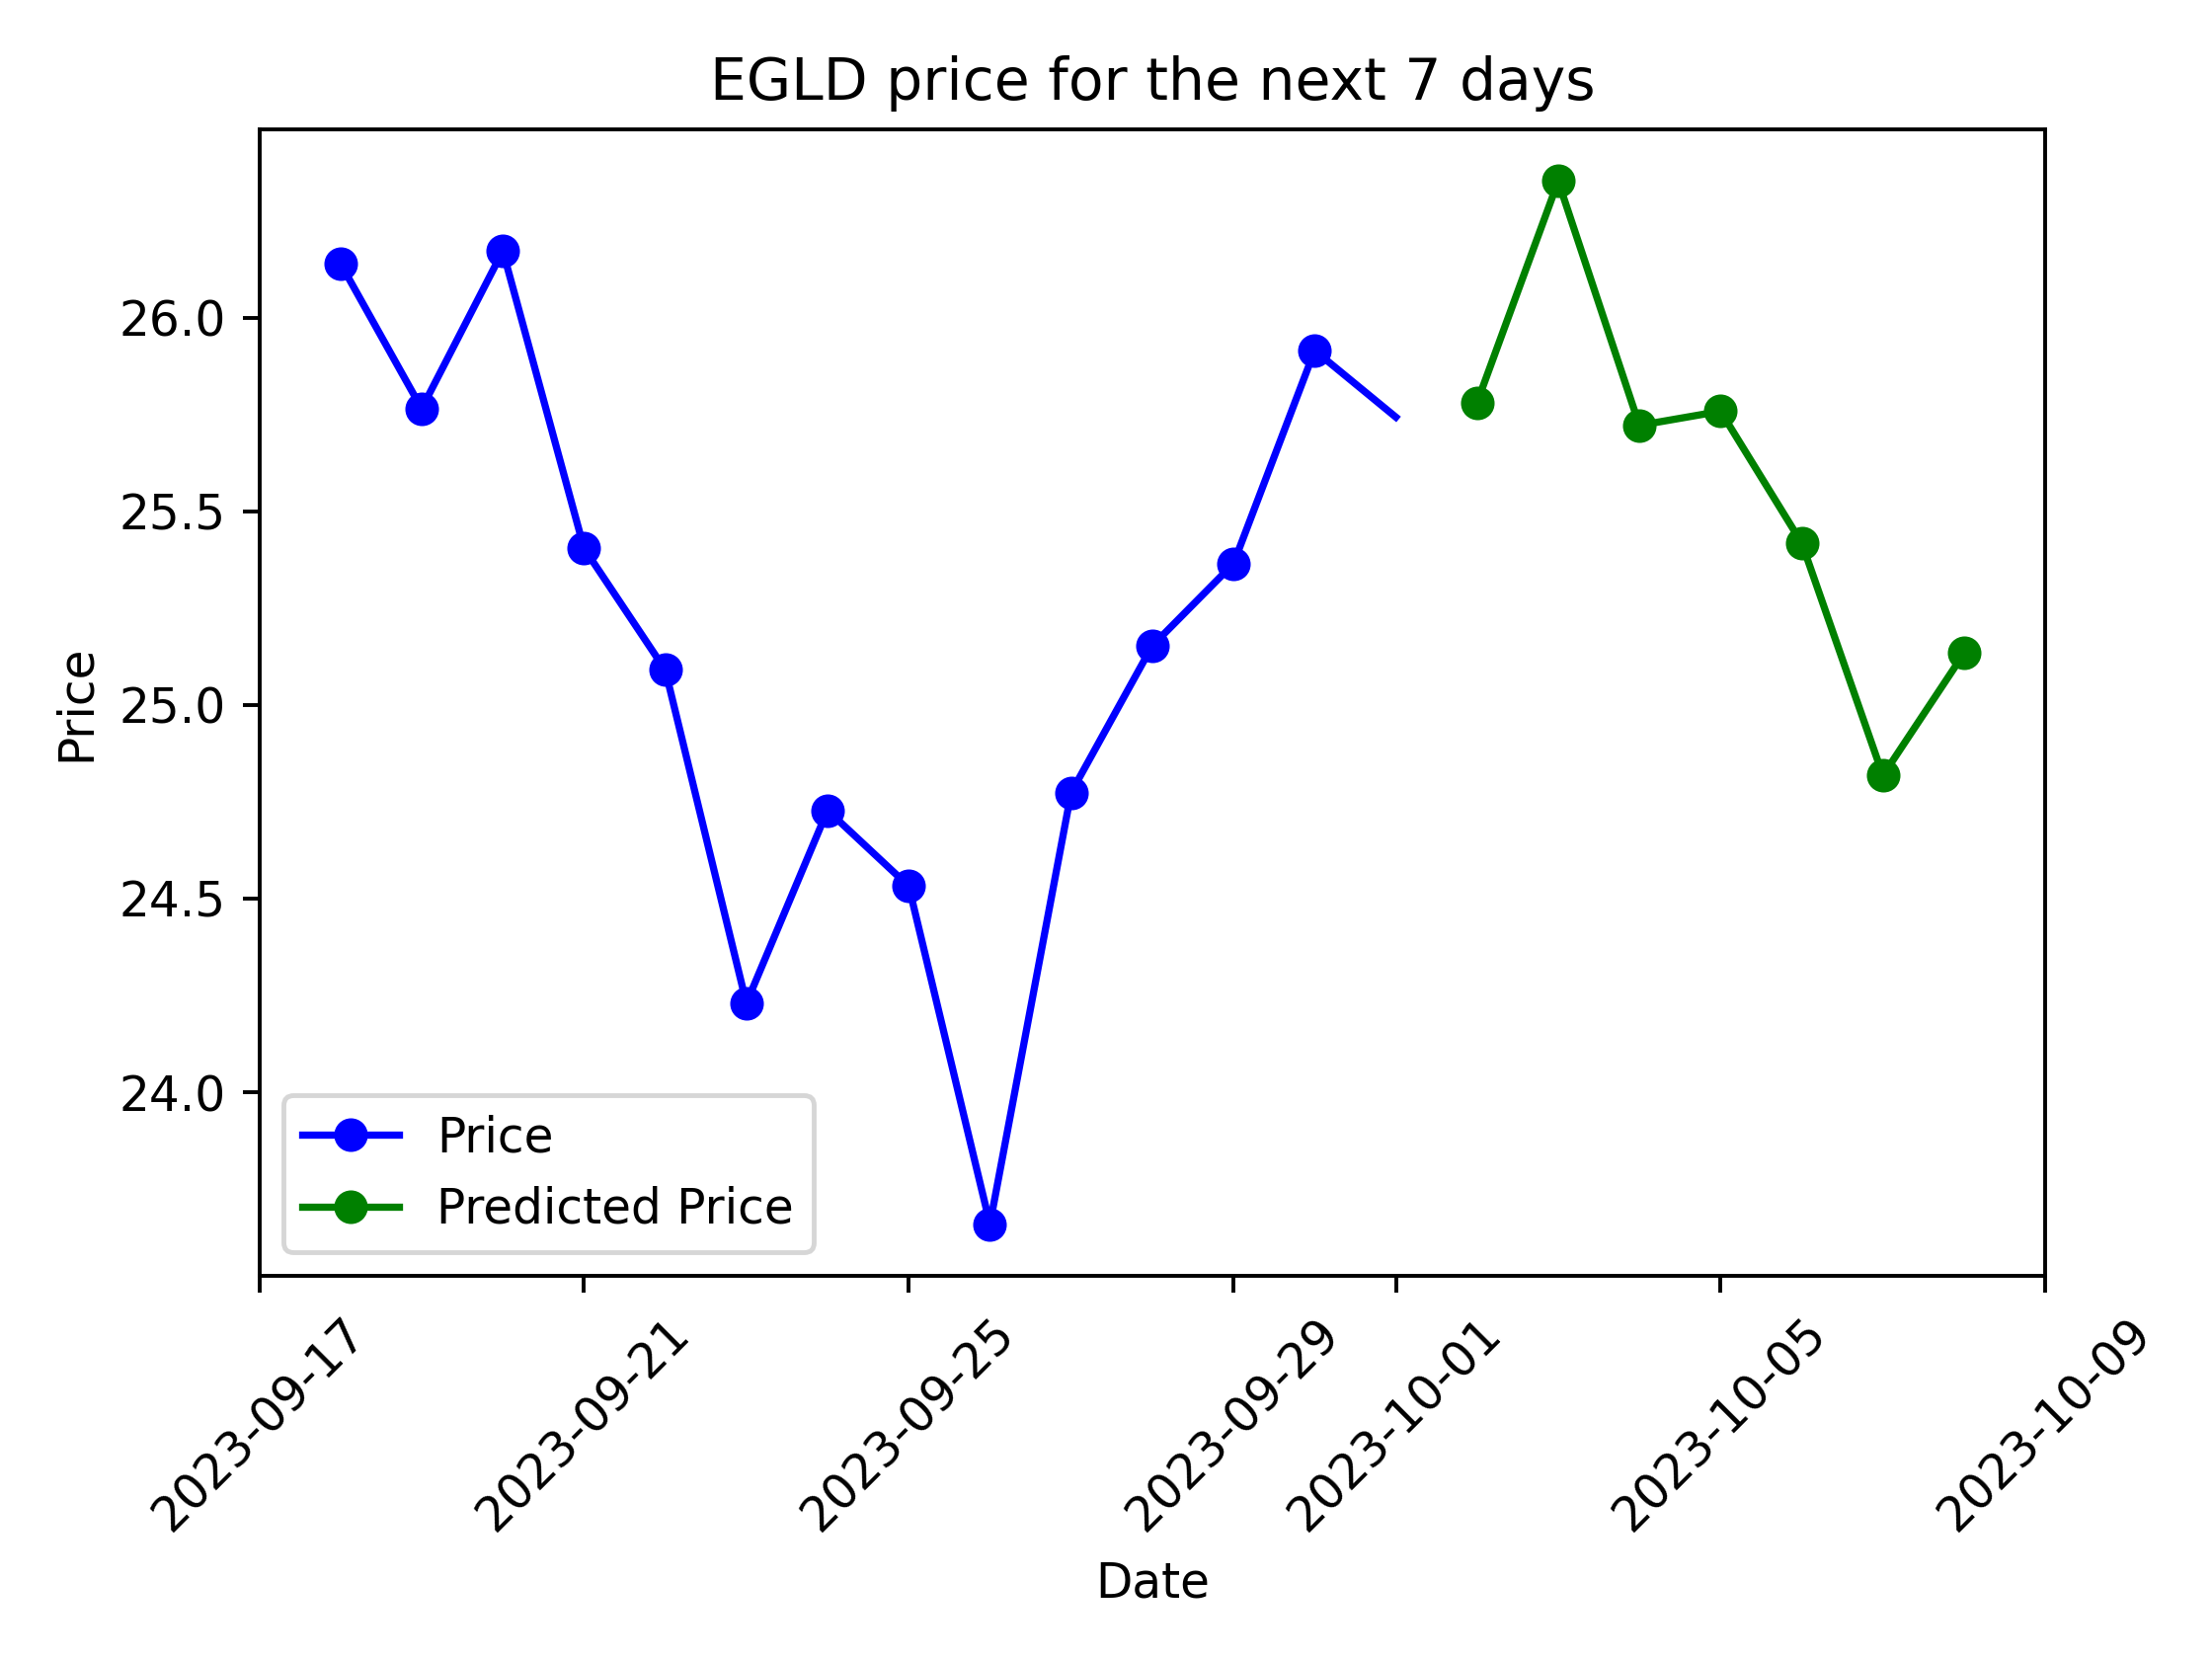 EGLD price for the next 7 days
26.0
25.5
25.0
24.5
24.0
Price
Price
Predicted Price
2023-09-17
2023-09-21
2023-09-25
2023-09-29
2023-10-01
2023-10-05
2023-10-09
Date